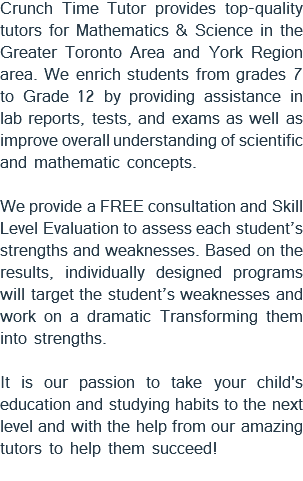 Crunch Time Tutor provides top-quality
tutors for Mathematics & Science in the
Greater Toronto Area and York Region
area. We enrich students from grades 7
to Grade 12 by providing assistance in
lab reports, tests, and exams as well as
improve overall understanding of scientific
and mathematic concepts.

We provide a FREE consultation and Skill
Level Evaluation to assess each student’s
strengths and weaknesses. Based on the
results, individually designed programs
will target the student’s weaknesses and
work on a dramatic Transforming them
into strengths.

It is our passion to take your child's
education and studying habits to the next
level and with the help from our amazing
tutors to help them succeed!